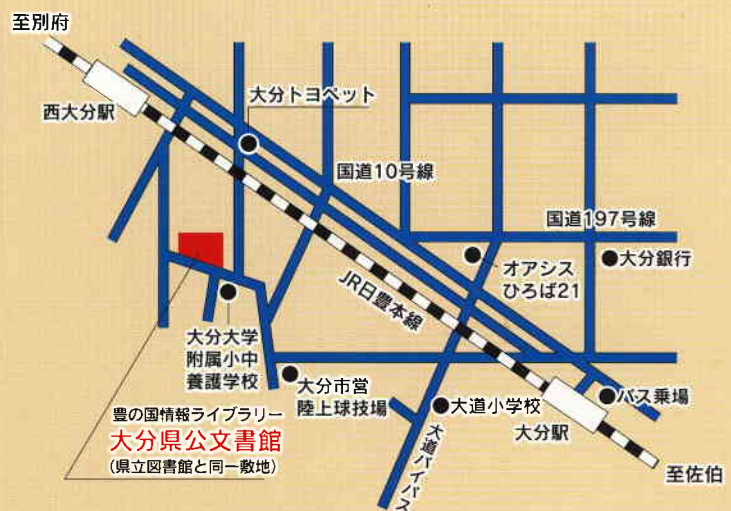 至別府
西大分駅
大分トヨペット
国道10号線
国道197号線
オアシス
ひろば21
大分銀行
JR日豊本線
大分大学
附属小中
養護学校
大分市営
陸上球技場
大道小学校
バス乗場
大分駅
大道バイパス
至佐伯
豊の国情報ライブラリー
大分県公文書館
(県立図書館と同一敷地)